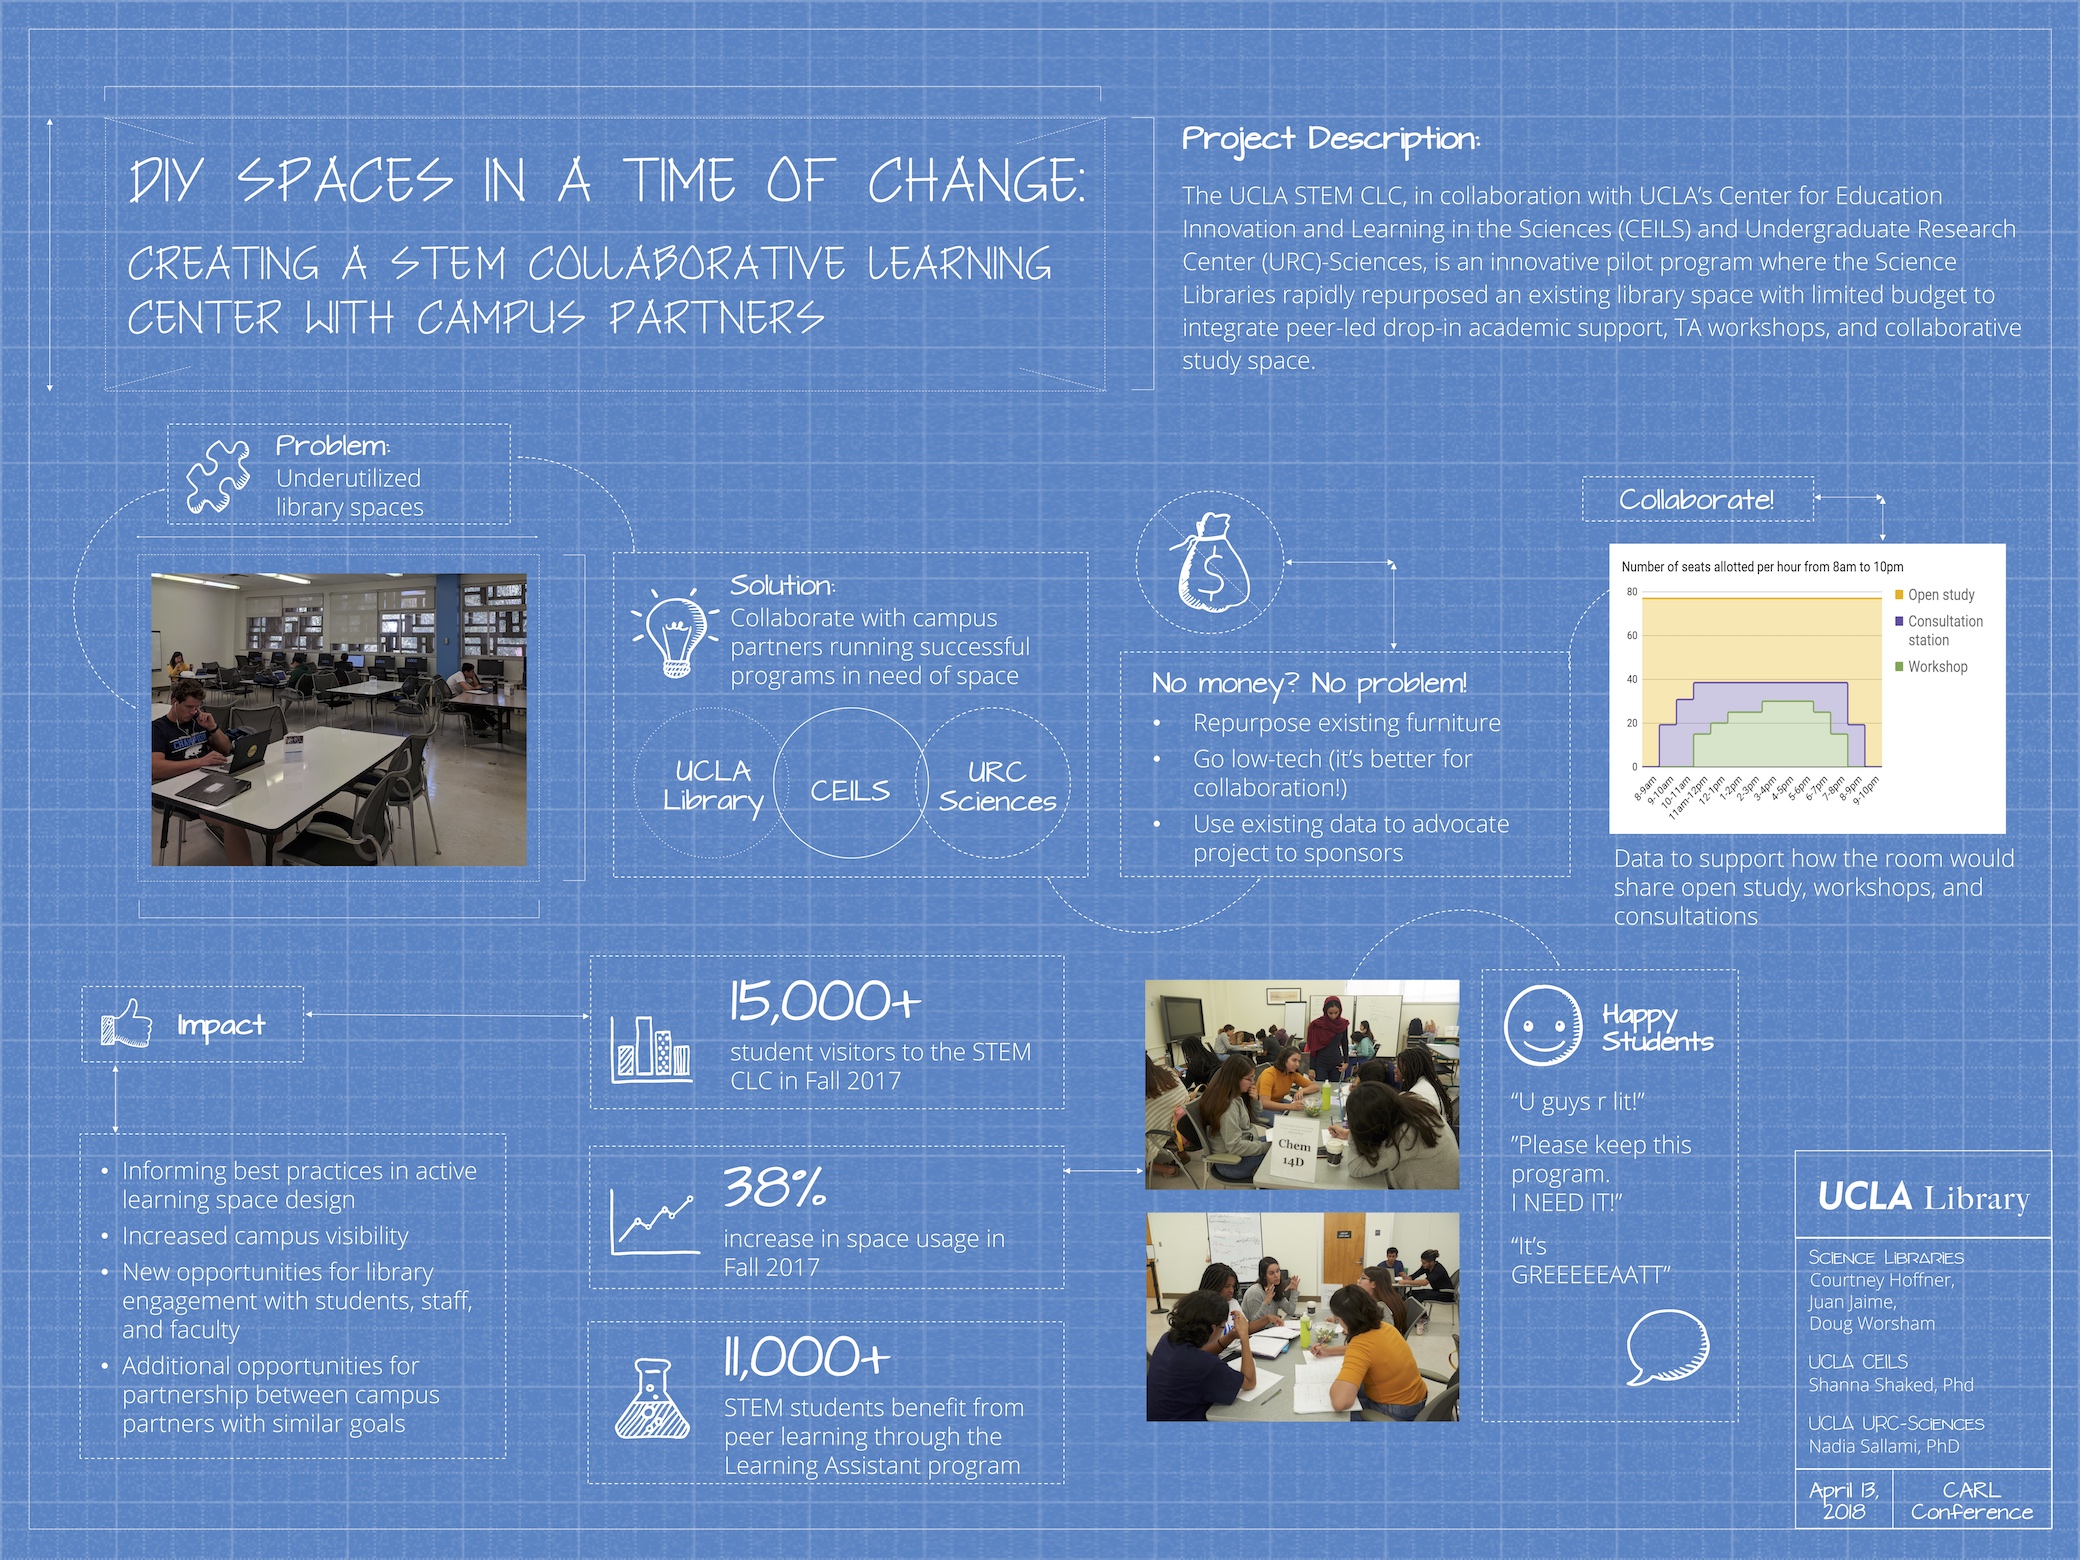 DIY SPACES IN A TIME OF CHANGE:
CREATING A STEM COLLABORATIVE LEARNING
CENTER WITH CAMPUS PARTNERS
Project Description:
The UCLA STEM CLC, in collaboration with UCLA's Center for Education
Innovation and Learning in the Sciences (CEILS) and Undergraduate Research
Center (URC)-Sciences, is an innovative pilot program where the Science
Libraries rapidly repurposed an existing library space with limited budget to
integrate peer-led drop-in academic support, TA workshops, and collaborative
study space.
Problem:
Underutilized
library spaces
Solution:
Collaborate with campus
partners running successful
programs in need of space
UCLA
Library
CEILS
URC
Sciences
$
No money? No problem!
• Repurpose existing furniture
• Go low-tech (it's better for
collaboration!)
• Use existing data to advocate
project to sponsors
Collaborate!
Number of seats allotted per hour from 8am to 10pm
80
60
40
20
0
8-9am
9-10am
10-11am
11am-12pm
12-1pm
1-2pm
2-3pm
3-4pm
4-5pm
5-6pm
6-7pm
7-8pm
8-9pm
9-10pm
Open study
Consultation
station
Workshop
Data to support how the room would
share open study, workshops, and
consultations
Impact
• Informing best practices in active
learning space design
• Increased campus visibility
• New opportunities for library
engagement with students, staff,
and faculty
• Additional opportunities for
partnership between campus
partners with similar goals
15,000+
student visitors to the STEM
CLC in Fall 2017
38%
increase in space usage in
Fall 2017
11,000+
STEM students benefit from
peer learning through the
Learning Assistant program
Chem
14D
Happy
Students
"U guys r lit!"
"Please keep this
program.
I NEED IT!"
"It's
GREEEEEAATT"
UCLA Library
SCIENCE LIBRARIES
Courtney Hoffner,
Juan Jaime,
Doug Worsham
UCLA CEILS
Shanna Shaked, Phd
UCLA URC-SCIENCES
Nadia Sallami, PhD
April 13,
2018
CARL
Conference